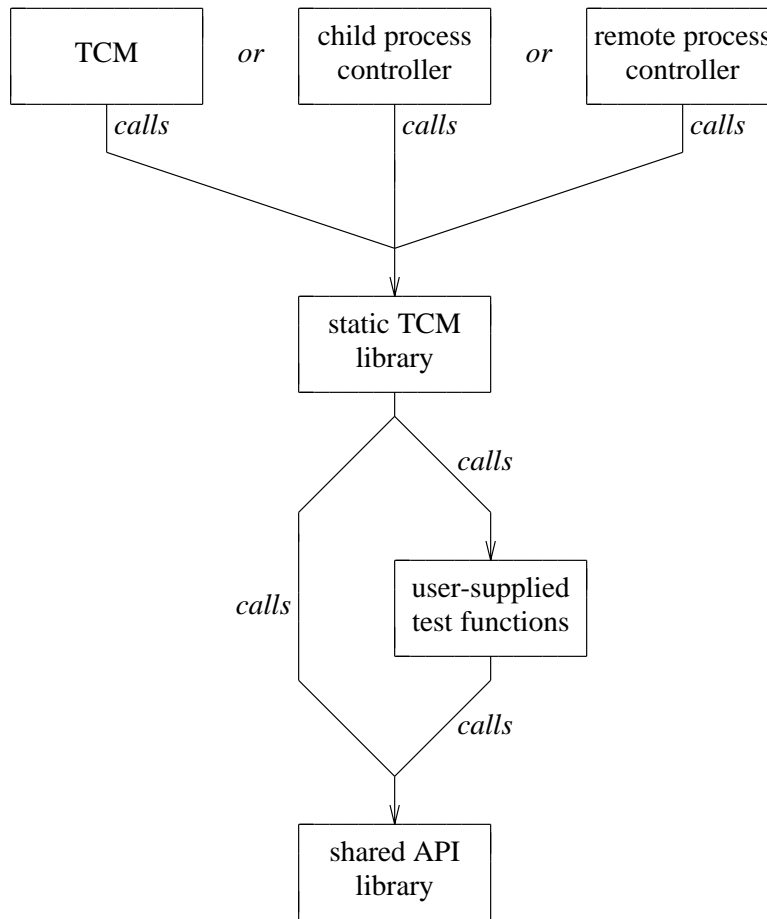 TCM
or
child process
controller
or
remote process
controller
calls
calls
calls
static TCM
library
calls
calls
user-supplied
test functions
calls
shared API
library